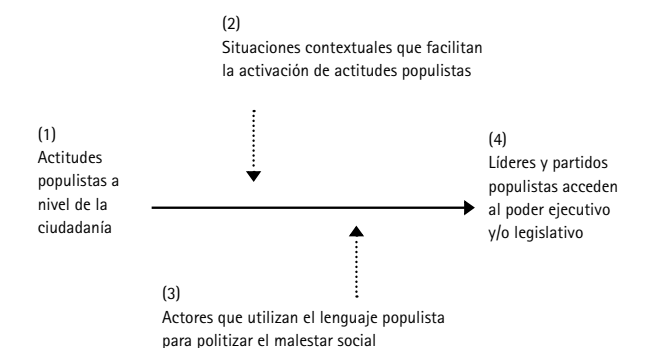 (2)
Situaciones contextuales que facilitan
la activación de actitudes populistas
(1)
Actitudes
populistas a
nivel de la
ciudadanía
(4)
Líderes y partidos
populistas acceden
al poder ejecutivo
y/o legislativo
(3)
Actores que utilizan el lenguaje populista
para politizar el malestar social